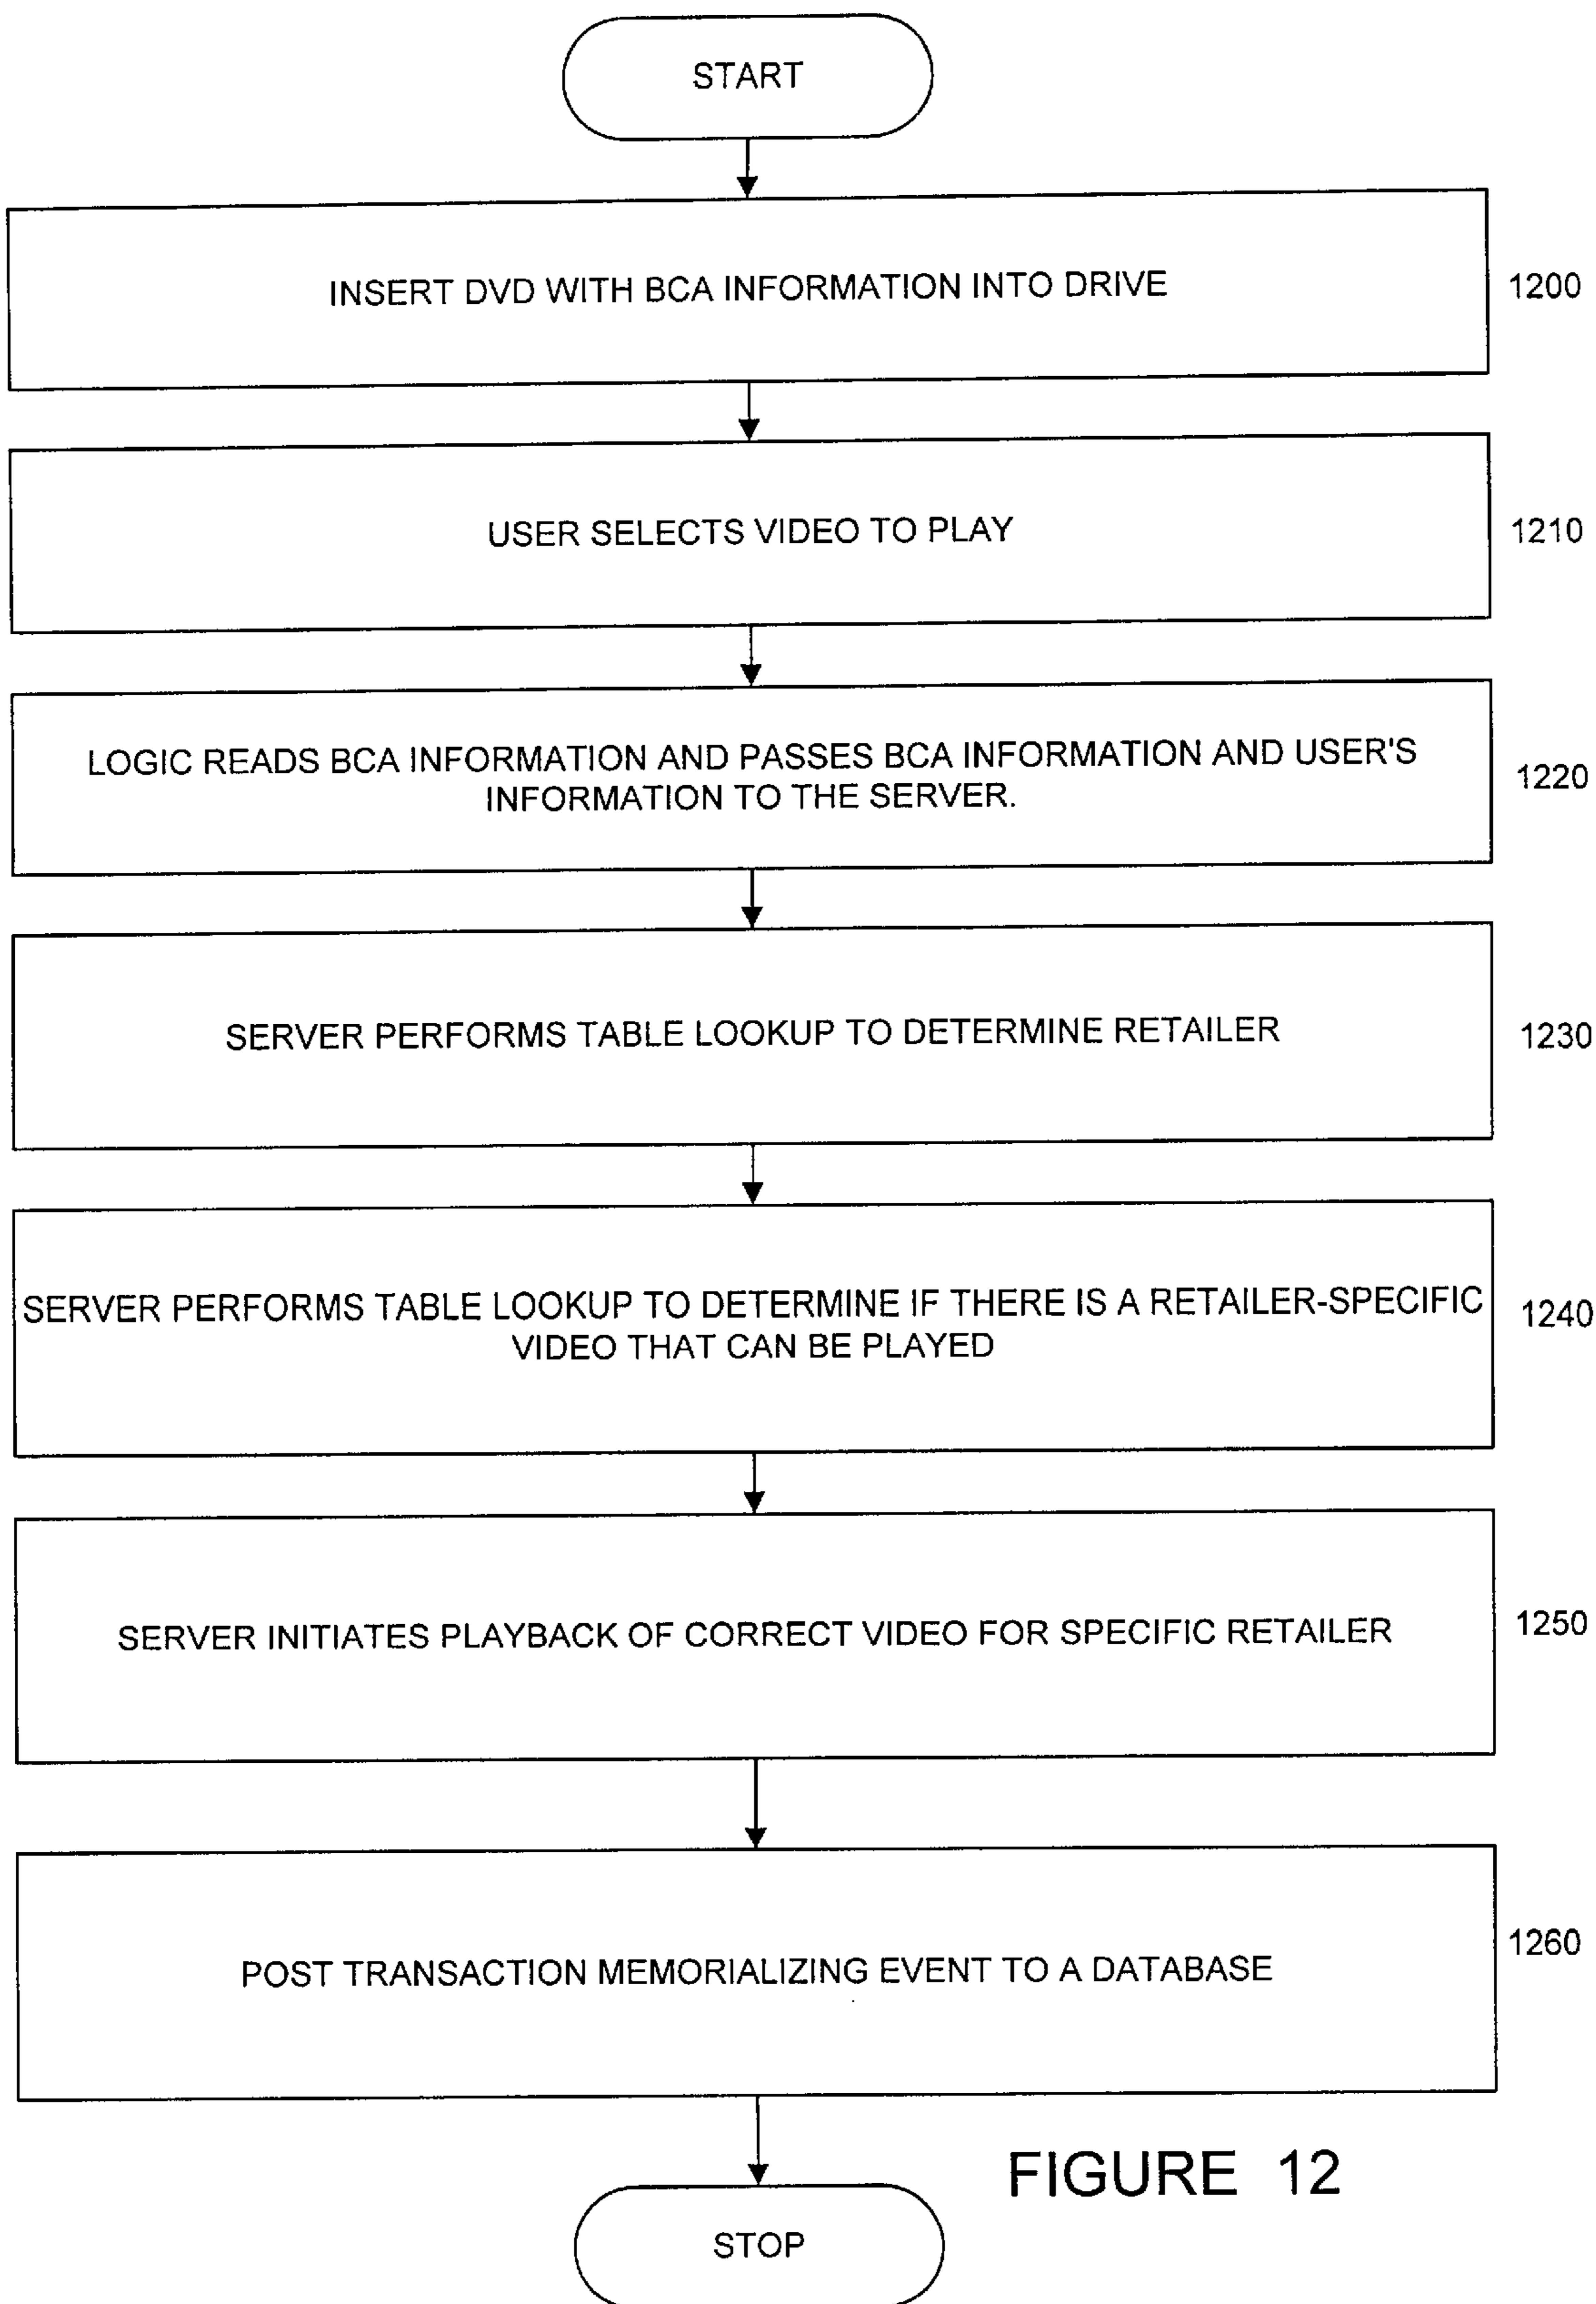 START
INSERT DVD WITH BCA INFORMATION INTO DRIVE
1200
USER SELECTS VIDEO TO PLAY
1210
LOGIC READS BCA INFORMATION AND PASSES BCA INFORMATION AND USER'S
INFORMATION TO THE SERVER.
1220
SERVER PERFORMS TABLE LOOKUP TO DETERMINE RETAILER
1230
SERVER PERFORMS TABLE LOOKUP TO DETERMINE IF THERE IS A RETAILER-SPECIFIC
VIDEO THAT CAN BE PLAYED
1240
SERVER INITIATES PLAYBACK OF CORRECT VIDEO FOR SPECIFIC RETAILER
1250
POST TRANSACTION MEMORIALIZING EVENT TO A DATABASE
1260
FIGURE 12
STOP